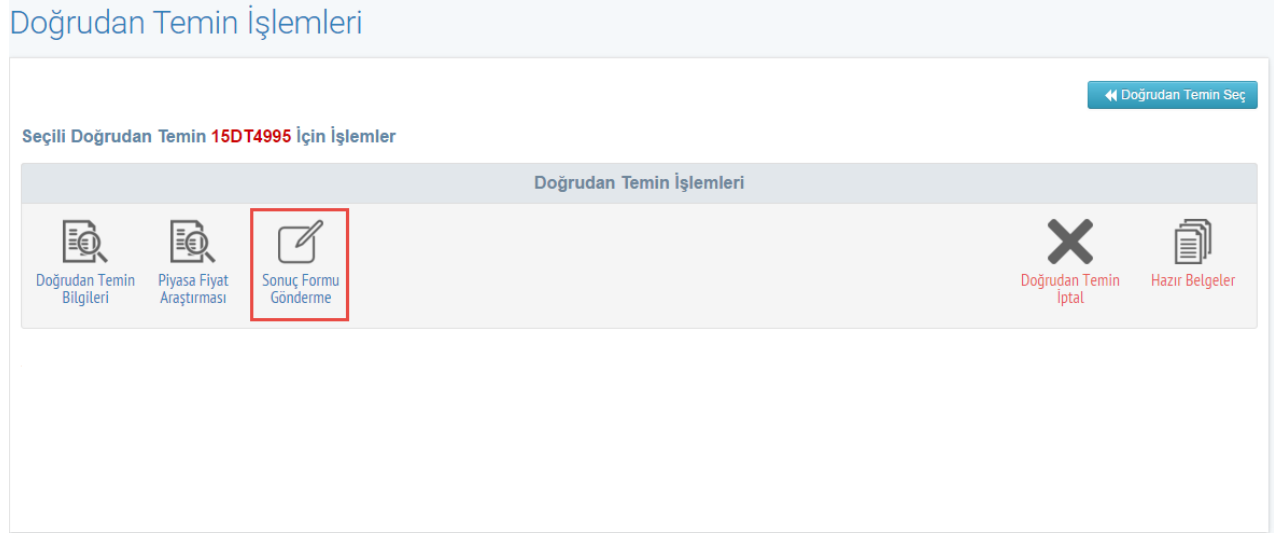 Doğrudan Temin İşlemleri
Doğrudan Temin Seç
Seçili Doğrudan Temin 15DT4995 İçin İşlemler
Doğrudan Temin İşlemleri
Doğrudan Temin
Bilgileri
Piyasa Fiyat
Araştırması
Sonuç Formu
Gönderme
Doğrudan Temin
İptal
Hazır Belgeler